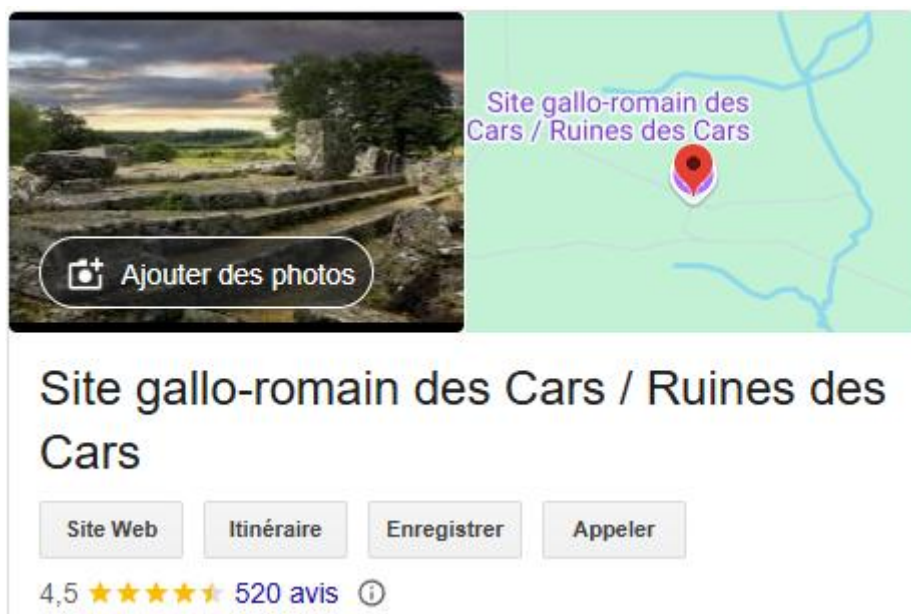 Site gallo-romain des
Cars / Ruines des Cars
Ajouter des photos
Site gallo-romain des Cars / Ruines des
Cars
Site Web
Itinéraire
Enregistrer
Appeler
4,5 520 avis